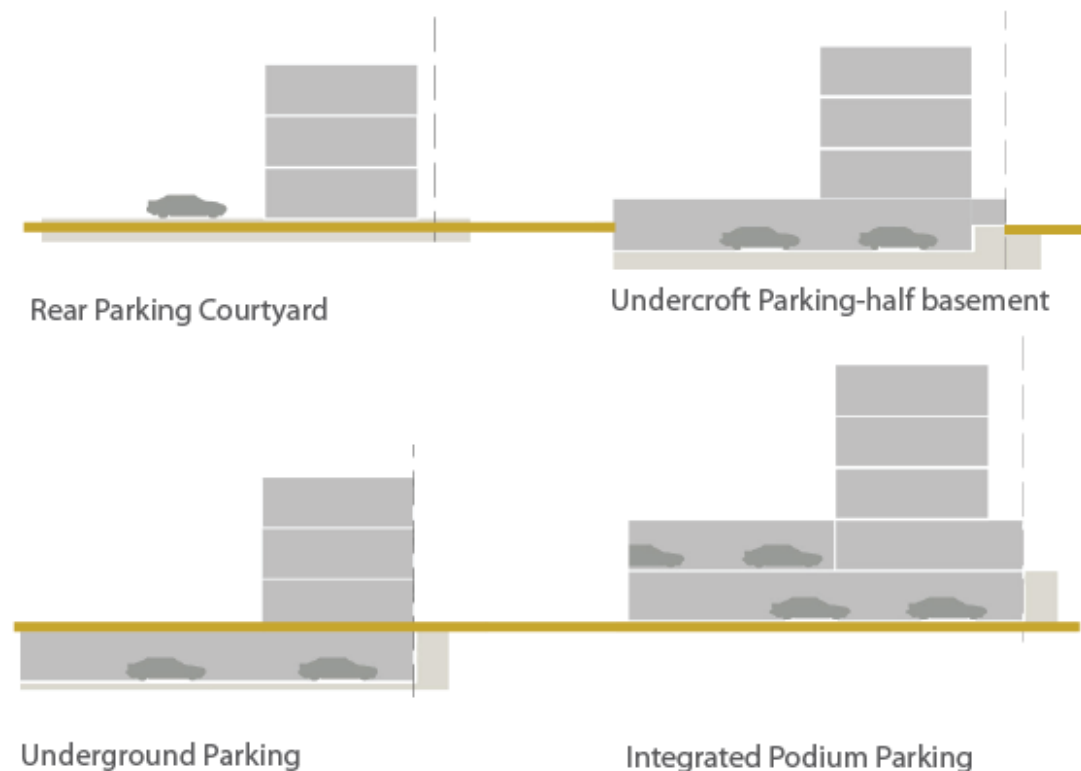 Rear Parking Courtyard
Undercroft Parking-half basement
Underground Parking
Integrated Podium Parking